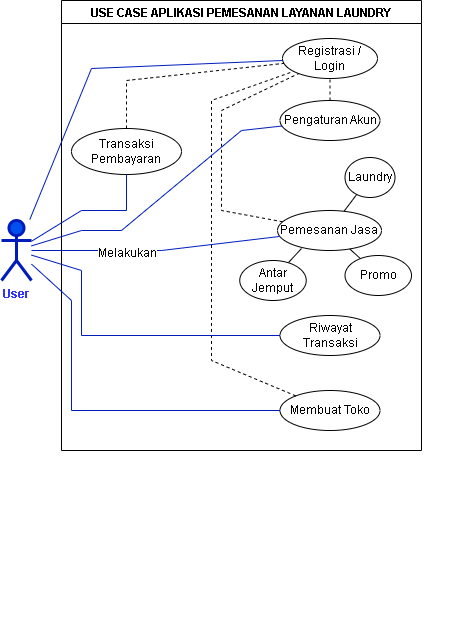 USE CASE APLIKASI PEMESANAN LAYANAN LAUNDRY
Registrasi /
Login
Pengaturan Akun
Transaksi
Pembayaran
Laundry
Pemesanan Jasa
Melakukan
Antar
Jemput
Promo
User
Riwayat
Transaksi
Membuat Toko